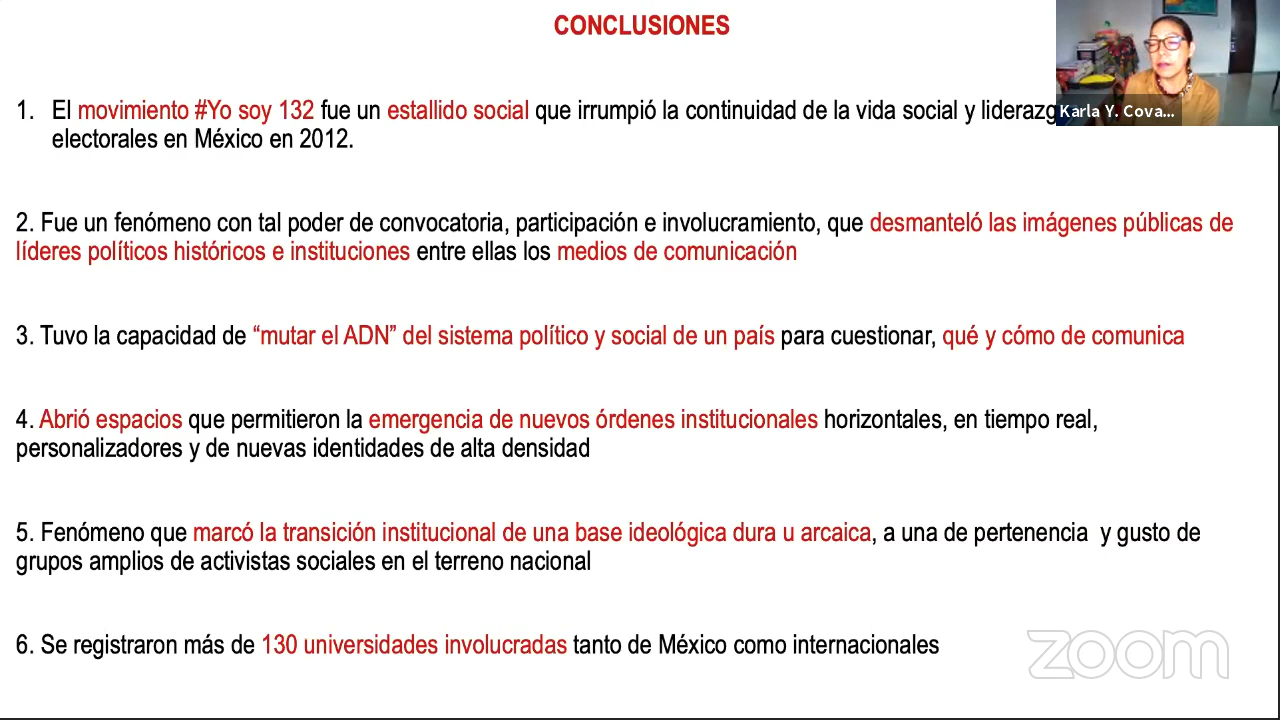 CONCLUSIONES
Karla Y. Cova...
1. El movimiento #Yo soy 132 fue un estallido social que irrumpió la continuidad de la vida social y liderazg
electorales en México en 2012.
2. Fue un fenómeno con tal poder de convocatoria, participación e involucramiento, que desmanteló las imágenes públicas de
líderes políticos históricos e instituciones entre ellas los medios de comunicación
3. Tuvo la capacidad de “mutar el ADN” del sistema político y social de un país para cuestionar, qué y cómo de comunica
4. Abrió espacios que permitieron la emergencia de nuevos órdenes institucionales horizontales, en tiempo real,
personalizadores y de nuevas identidades de alta densidad
5. Fenómeno que marcó la transición institucional de una base ideológica dura u arcaica, a una de pertenencia y gusto de
grupos amplios de activistas sociales en el terreno nacional
6. Se registraron más de 130 universidades involucradas tanto de México como internacionales
zoom